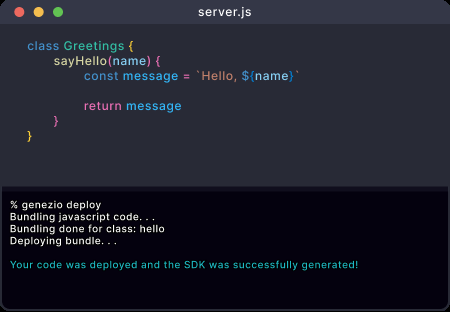 server.js
class Greetings {
sayHello(name) {
const message = `Hello, ${name}`
return message
}
}
% genezio deploy
Bundling javascript code. . .
Bundling done for class: hello
Deploying bundle. . .
Your code was deployed and the SDK was successfully generated!